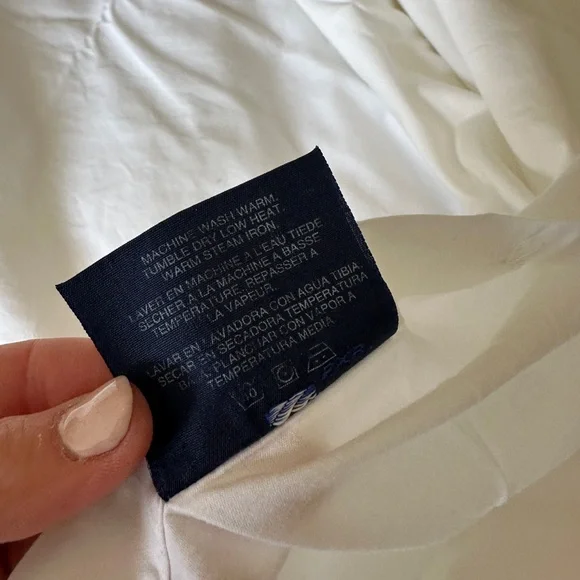 MACHINE WASH WARM.
TUMBLE DRY LOW HEAT.
WARM STEAM IRON.
LAVER EN MACHINE À L'EAU TIEDE
SECHER À LA MACHINE À BASSE
TEMPERATURE. REPASSER À
LA VAPEUR.
LAVAR EN LAVADORA CON AGUA TIBIA.
SECAR EN SECADORA TEMPERATURA
BAJA. PLANCHAR CON VAPOR A
TEMPERATURA MEDIA